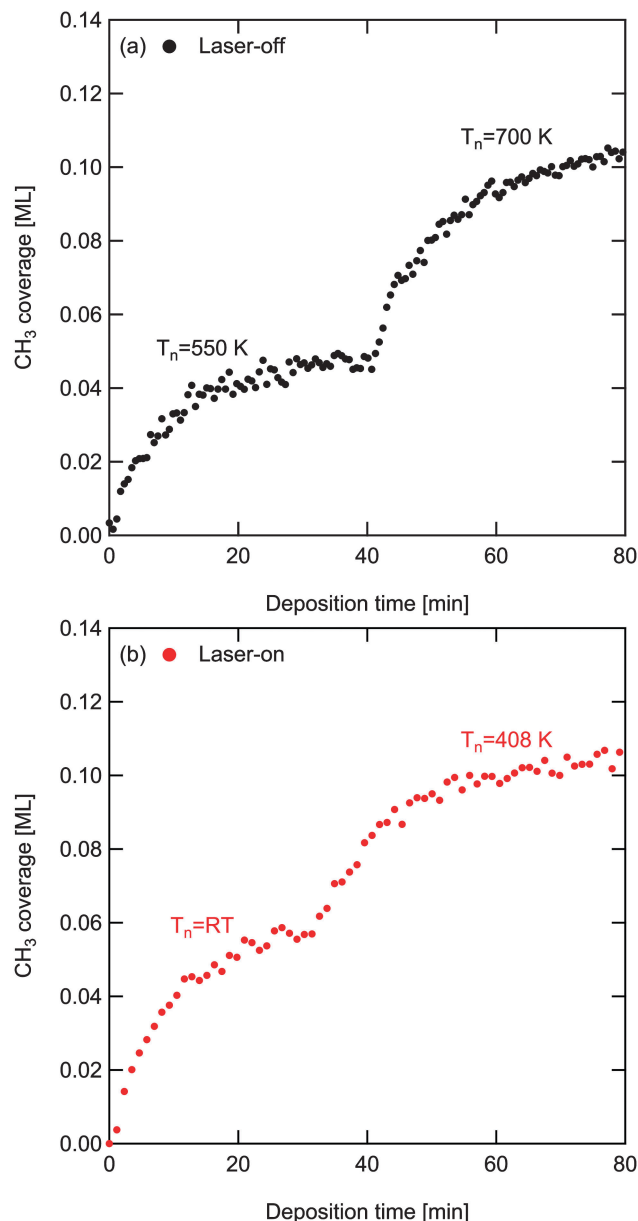 0.14
(a) ● Laser-off
0.12
Tn=700 K
0.10
0.08
CH3 coverage [ML]
0.06
Tn=550 K
0.04
0.02
0.00
0 20 40 60 80
Deposition time [min]
0.14
(b) ● Laser-on
0.12
Tn=408 K
0.10
0.08
CH3 coverage [ML]
0.06
Tn=RT
0.04
0.02
0.00
0 20 40 60 80
Deposition time [min]